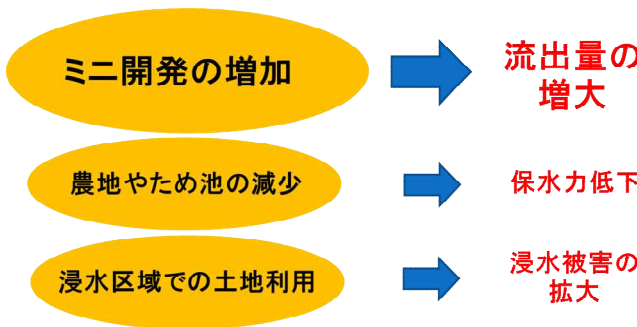 ミニ開発の増加
流出量の
増大
農地やため池の減少
保水力低下
浸水区域での土地利用
浸水被害の
拡大